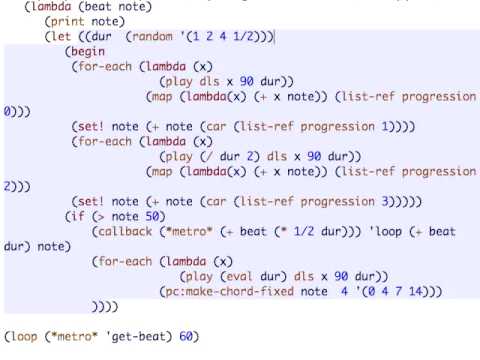 (lambda (beat note)
(print note)
(let ((dur (random '(1 2 4 1/2)))
(begin
(for-each (lambda (x)
(play dls x 90 dur))
(map (lambda(x) (+ x note)) (list-ref progression
0)))
(set! note (+ note (car (list-ref progression 1))))
(for-each (lambda (x)
(play (/ dur 2) dls x 90 dur))
(map (lambda(x) (+ x note)) (list-ref progression
2)))
(set! note (+ note (car (list-ref progression 3)))))
(if (> note 50)
(callback (*metro* (+ beat (* 1/2 dur))) 'loop (+ beat
dur) note)
(for-each (lambda (x)
(play (eval dur) dls x 90 dur))
(pc:make-chord-fixed note 4 '(0 4 7 14)))
))))
(loop (*metro* 'get-beat) 60)